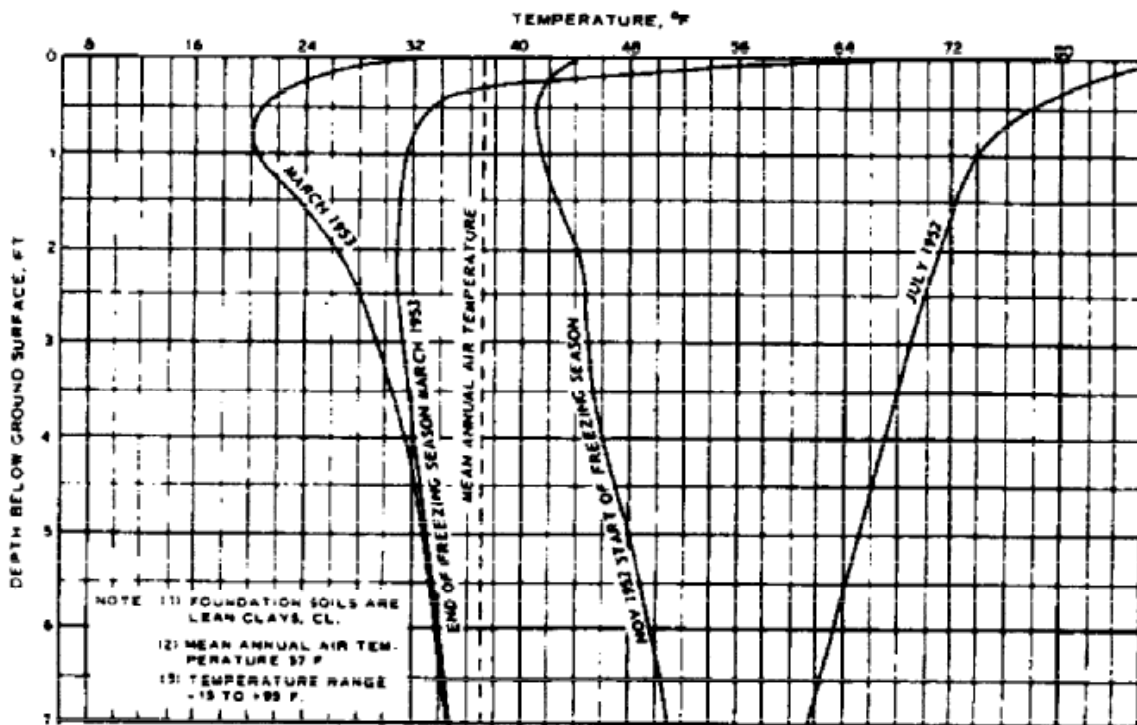 TEMPERATURE, °F
8 16 24 32 40 48 56 64 72 80
DEPTH BELOW GROUND SURFACE, FT
0
1
2
3
4
5
6
7
MARCH 1953
END OF FREEZING SEASON MARCH 1953
MEAN ANNUAL AIR TEMPERATURE
NOV 1952 START OF FREEZING SEASON
JULY 1952
NOTE (1) FOUNDATION SOILS ARE
LEAN CLAYS, CL.
(2) MEAN ANNUAL AIR TEM-
PERATURE 37 F
(3) TEMPERATURE RANGE
-15 TO +99 F.